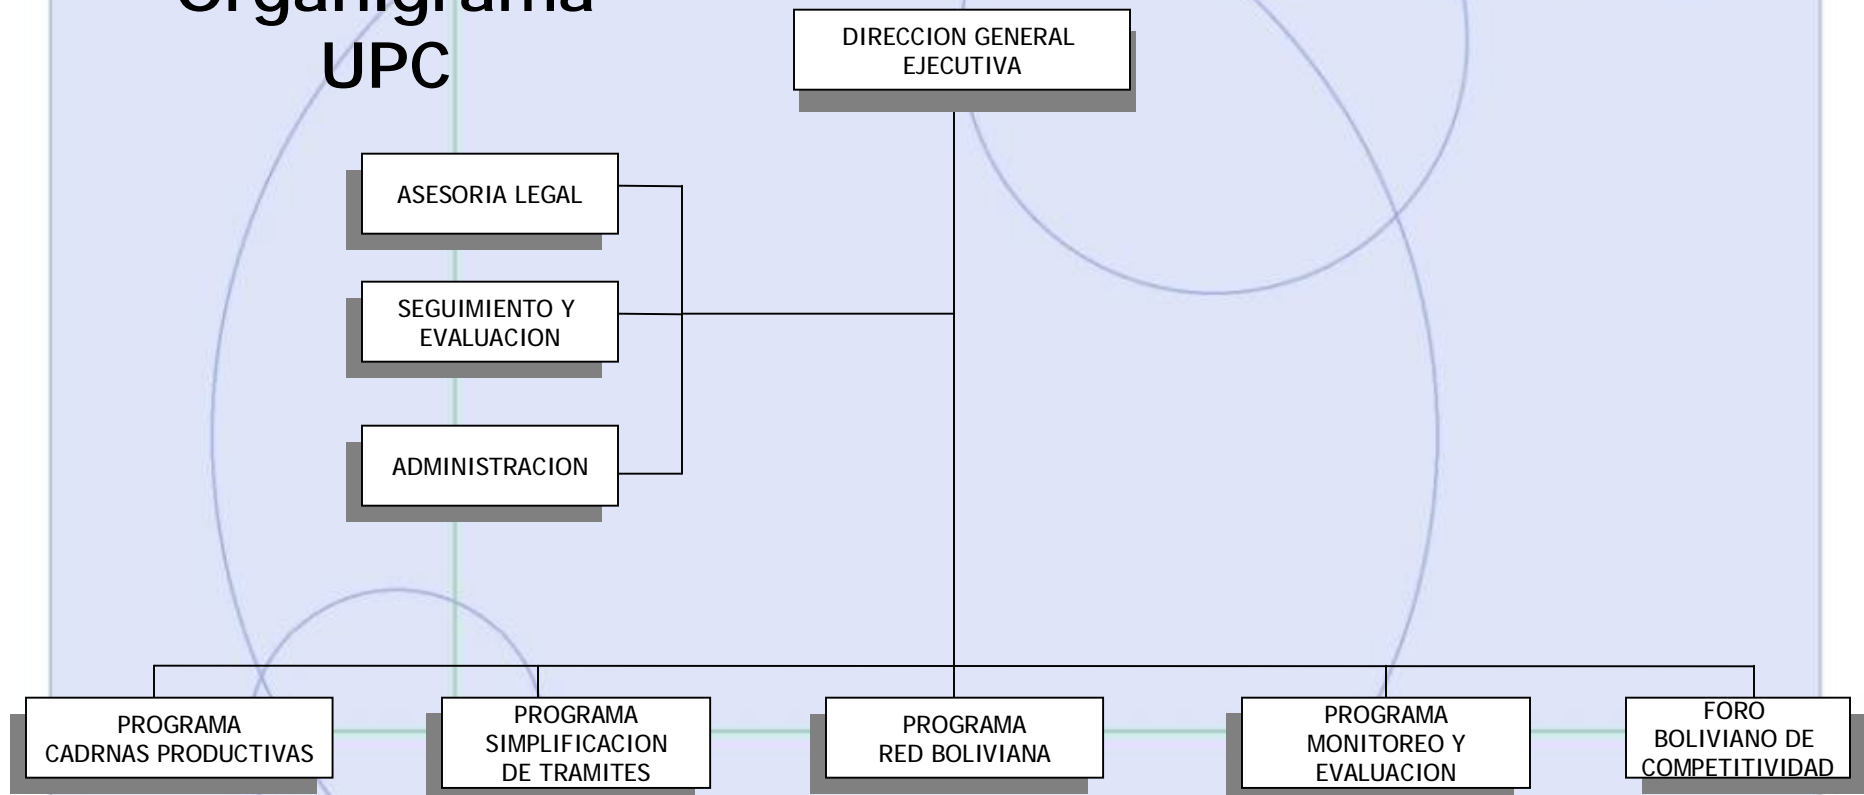 Organigrama
UPC
DIRECCION GENERAL
EJECUTIVA
ASESORIA LEGAL
SEGUIMIENTO Y
EVALUACION
ADMINISTRACION
PROGRAMA
CADRNAS PRODUCTIVAS
PROGRAMA
SIMPLIFICACION
DE TRAMITES
PROGRAMA
RED BOLIVIANA
PROGRAMA
MONITOREO Y
EVALUACION
FORO
BOLIVIANO DE
COMPETITIVIDAD